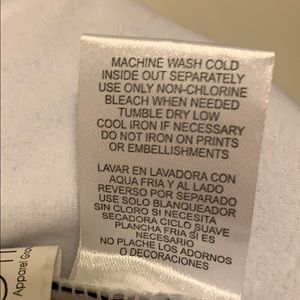 MACHINE WASH COLD
INSIDE OUT SEPARATELY
USE ONLY NON-CHLORINE
BLEACH WHEN NEEDED
TUMBLE DRY LOW
COOL IRON IF NECESSARY
DO NOT IRON ON PRINTS
OR EMBELLISHMENTS
LAVAR EN LAVADORA CON
AQUA FRIA Y AL LADO
REVERSO POR SEPARADO
USE SOLO BLANQUEADOR
SIN CLORO SI NECESITA
SECADORA CICLO SUAVE
PLANCHA FRIA SI ES
NECESARIO
NO PLACHE LOS ADORNOS
O DECORACIONES
Apparel